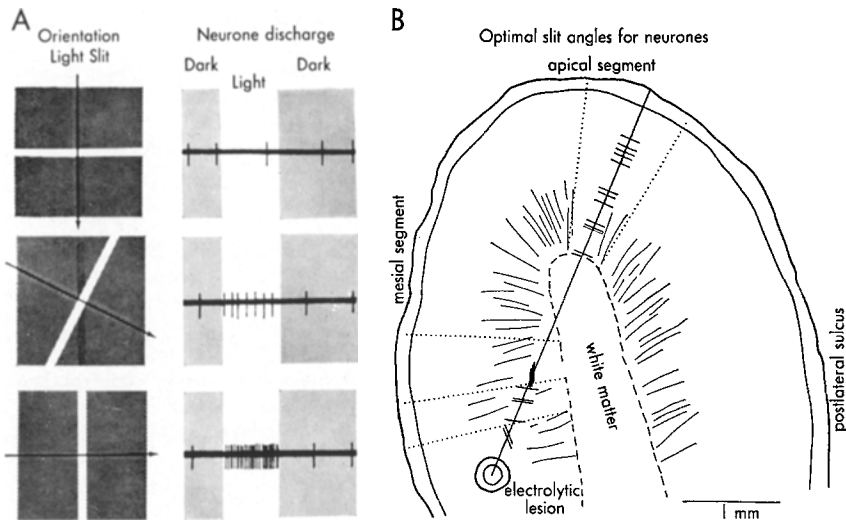 A
Orientation
Light Slit
Neurone discharge
Dark
Light
Dark
B
Optimal slit angles for neurones
apical segment
mesial segment
postlateral sulcus
white matter
electrolytic
lesion
1 mm